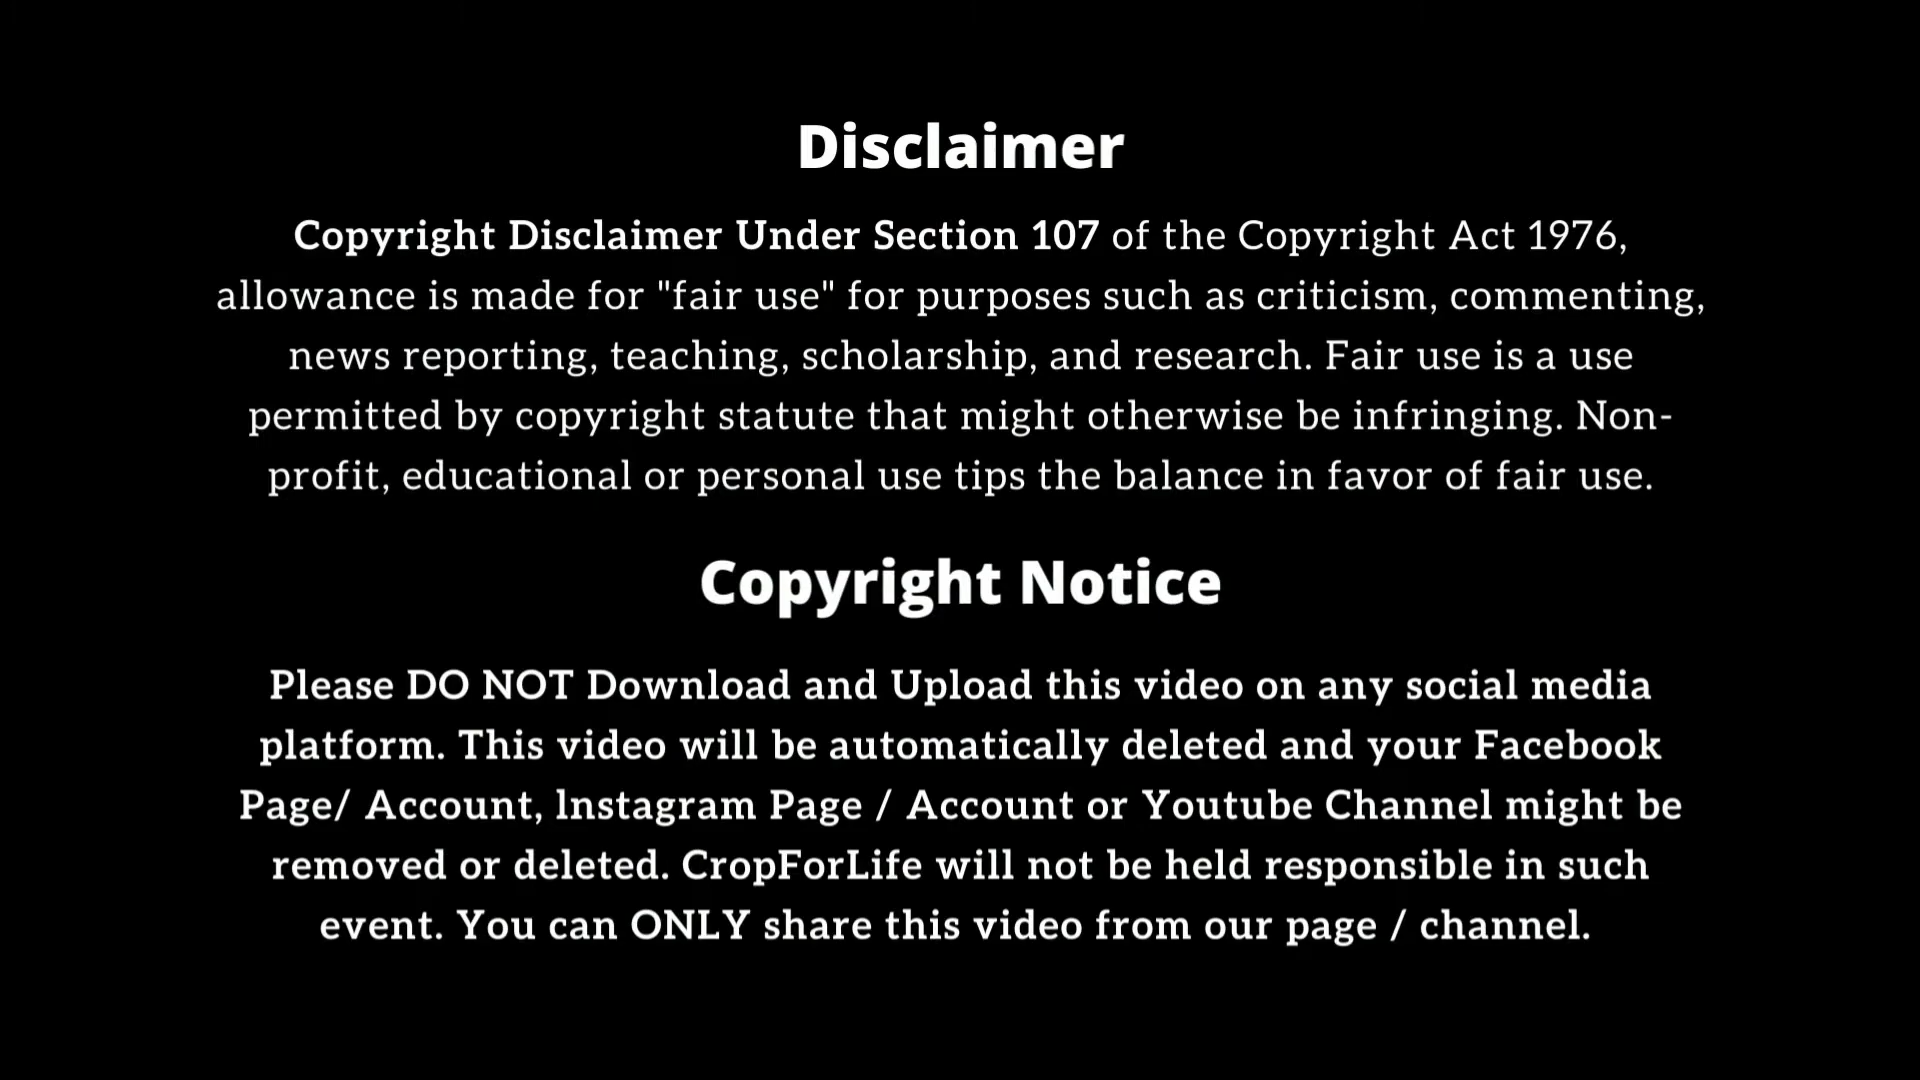 Disclaimer
Copyright Disclaimer Under Section 107 of the Copyright Act 1976,
allowance is made for "fair use" for purposes such as criticism, commenting,
news reporting, teaching, scholarship, and research. Fair use is a use
permitted by copyright statute that might otherwise be infringing. Non-
profit, educational or personal use tips the balance in favor of fair use.
Copyright Notice
Please DO NOT Download and Upload this video on any social media
platform. This video will be automatically deleted and your Facebook
Page/ Account, lnstagram Page / Account or Youtube Channel might be
removed or deleted. CropForLife will not be held responsible in such
event. You can ONLY share this video from our page / channel.